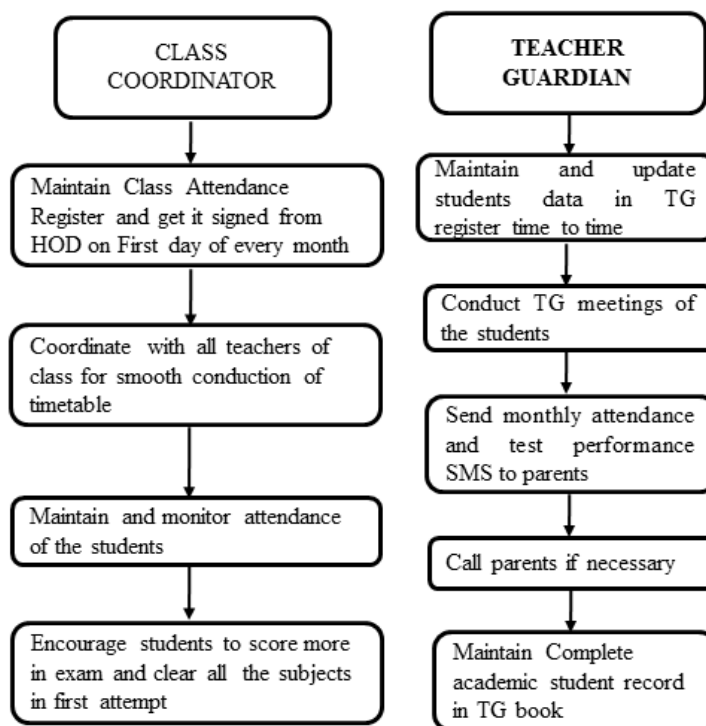 CLASS
COORDINATOR
Maintain Class Attendance
Register and get it signed from
HOD on First day of every month
Coordinate with all teachers of
class for smooth conduction of
timetable
Maintain and monitor attendance
of the students
Encourage students to score more
in exam and clear all the subjects
in first attempt
TEACHER
GUARDIAN
Maintain and update
students data in TG
register time to time
Conduct TG meetings of
the students
Send monthly attendance
and test performance
SMS to parents
Call parents if necessary
Maintain Complete
academic student record
in TG book